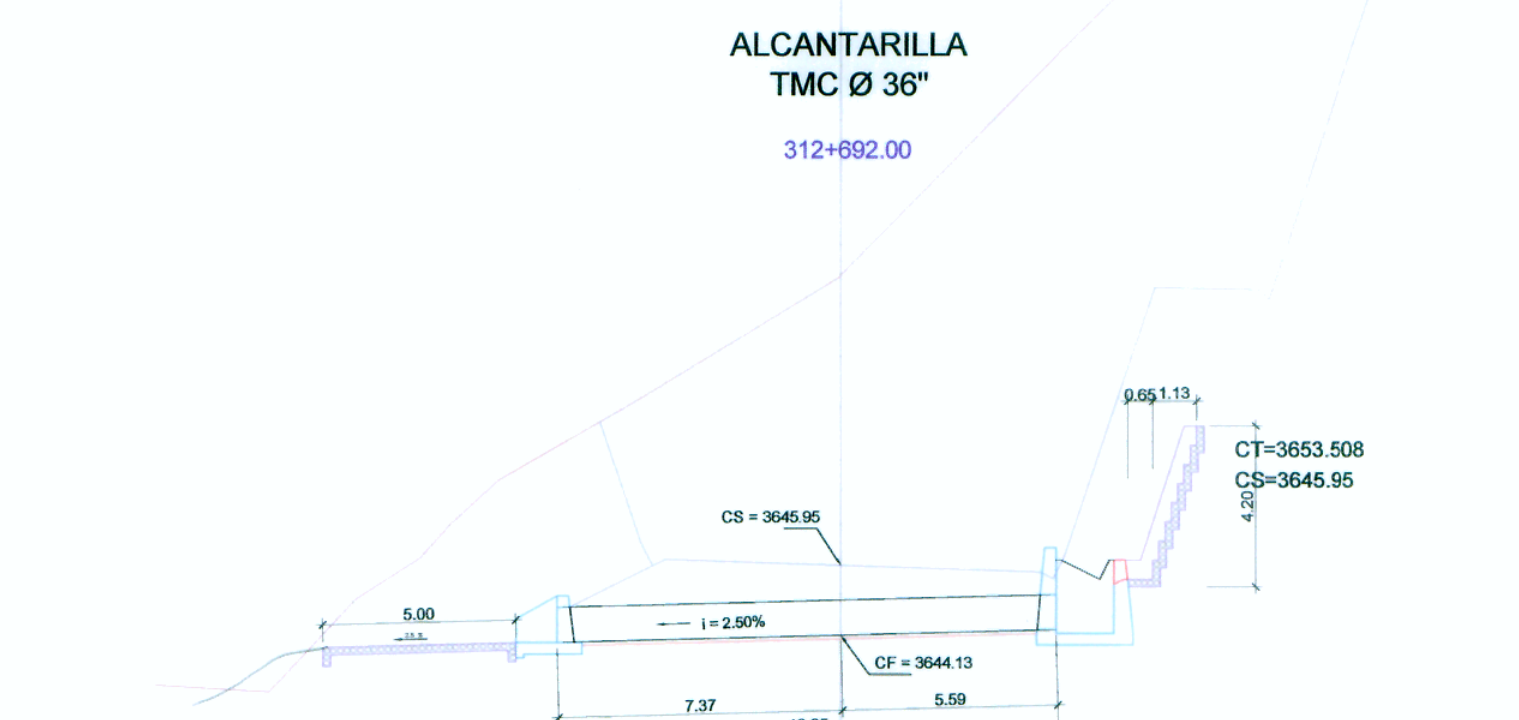 ALCANTARILLA
TMC Ø 36"
312+692.00
0.65 1.13
CT=3653.508
CS=3645.95
4.20
CS = 3645.95
5.00
i = 2.50%
CF = 3644.13
7.37
5.59